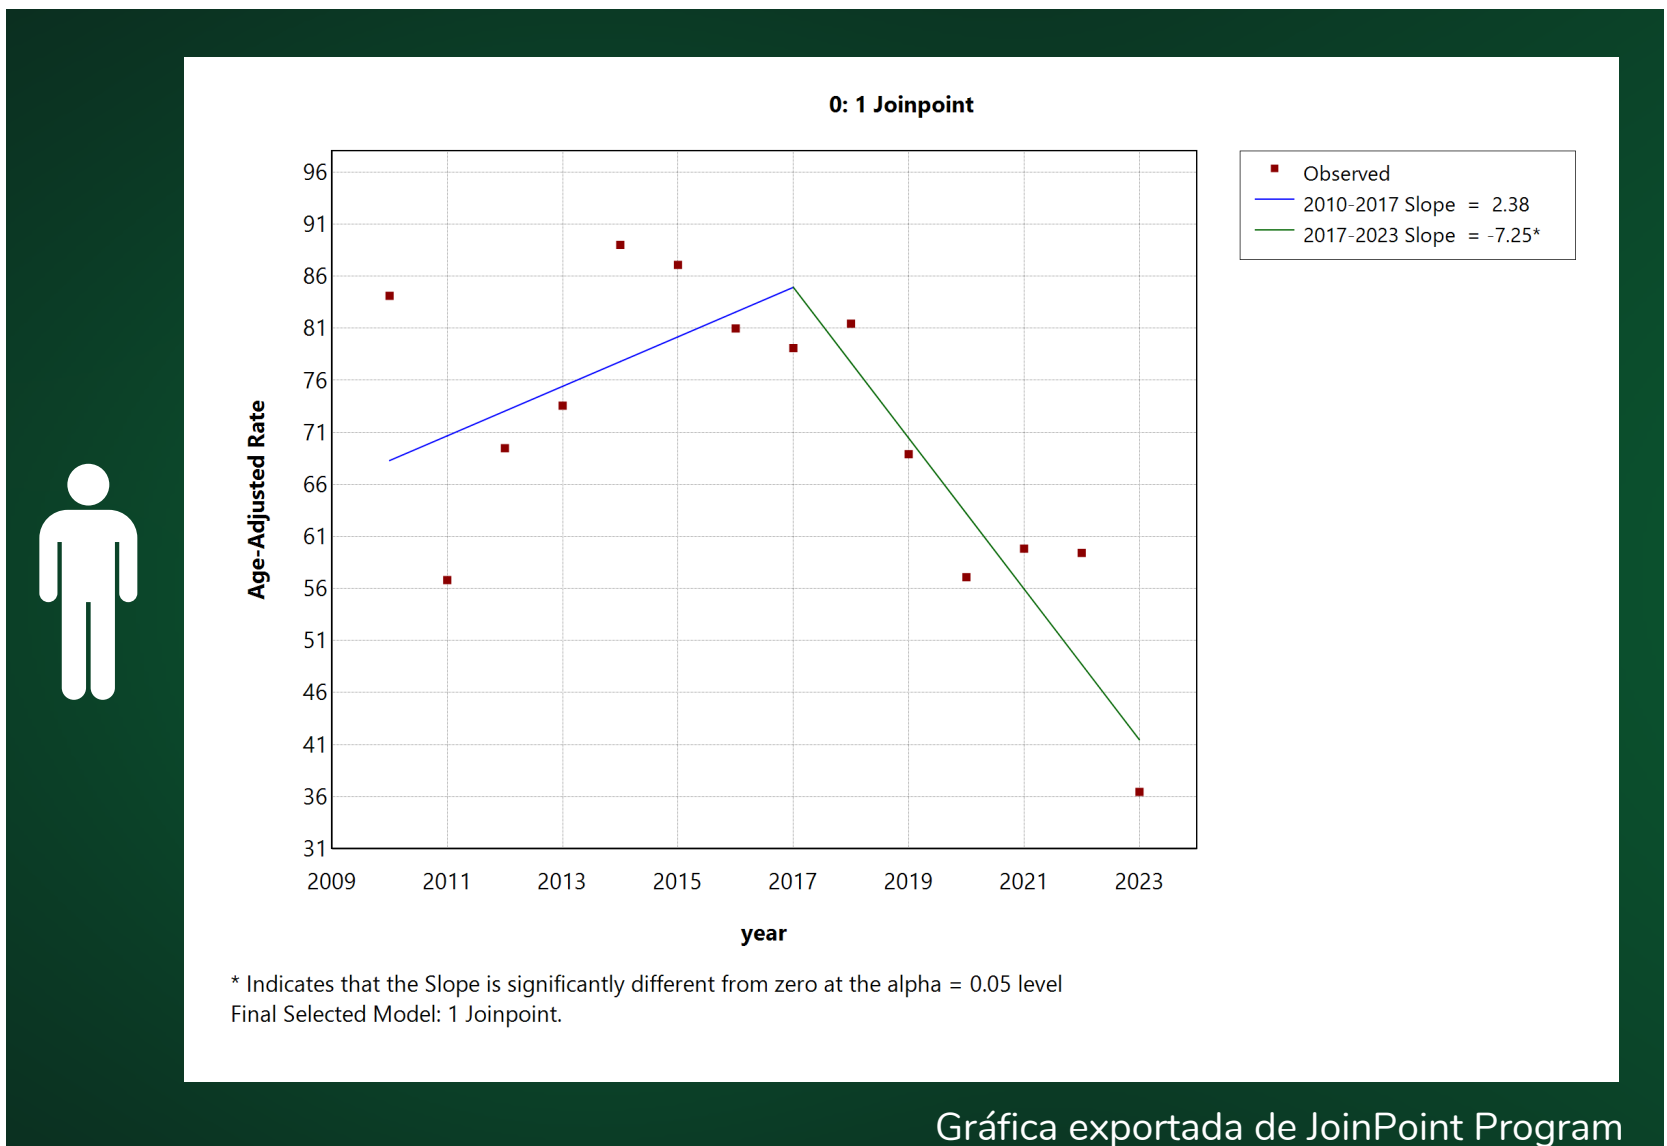 0: 1 Joinpoint
96
91
86
81
76
71
66
61
56
51
46
41
36
31
Age-Adjusted Rate
2009 2011 2013 2015 2017 2019 2021 2023
year
Observed
2010-2017 Slope = 2.38
2017-2023 Slope = -7.25*
* Indicates that the Slope is significantly different from zero at the alpha = 0.05 level
Final Selected Model: 1 Joinpoint.
Gráfica exportada de JoinPoint Program